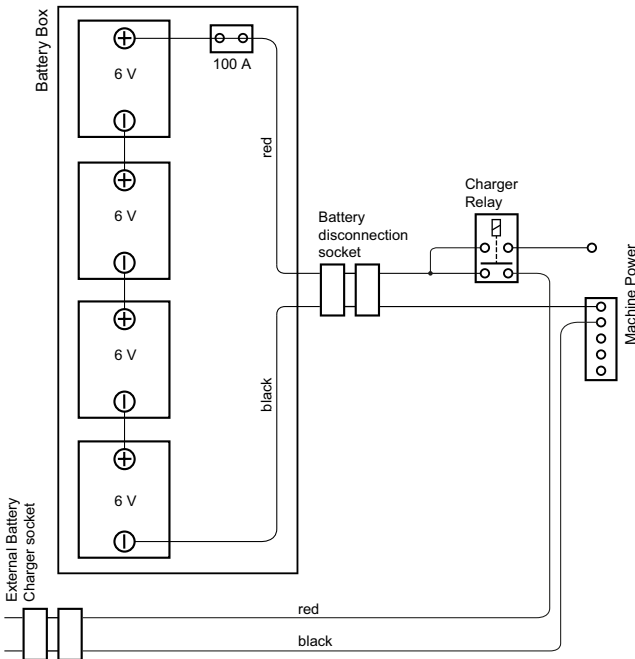 Battery Box
6 V
100 A
red
6 V
Charger
Relay
Battery
disconnection
socket
Machine Power
6 V
black
6 V
External Battery
Charger socket
red
black